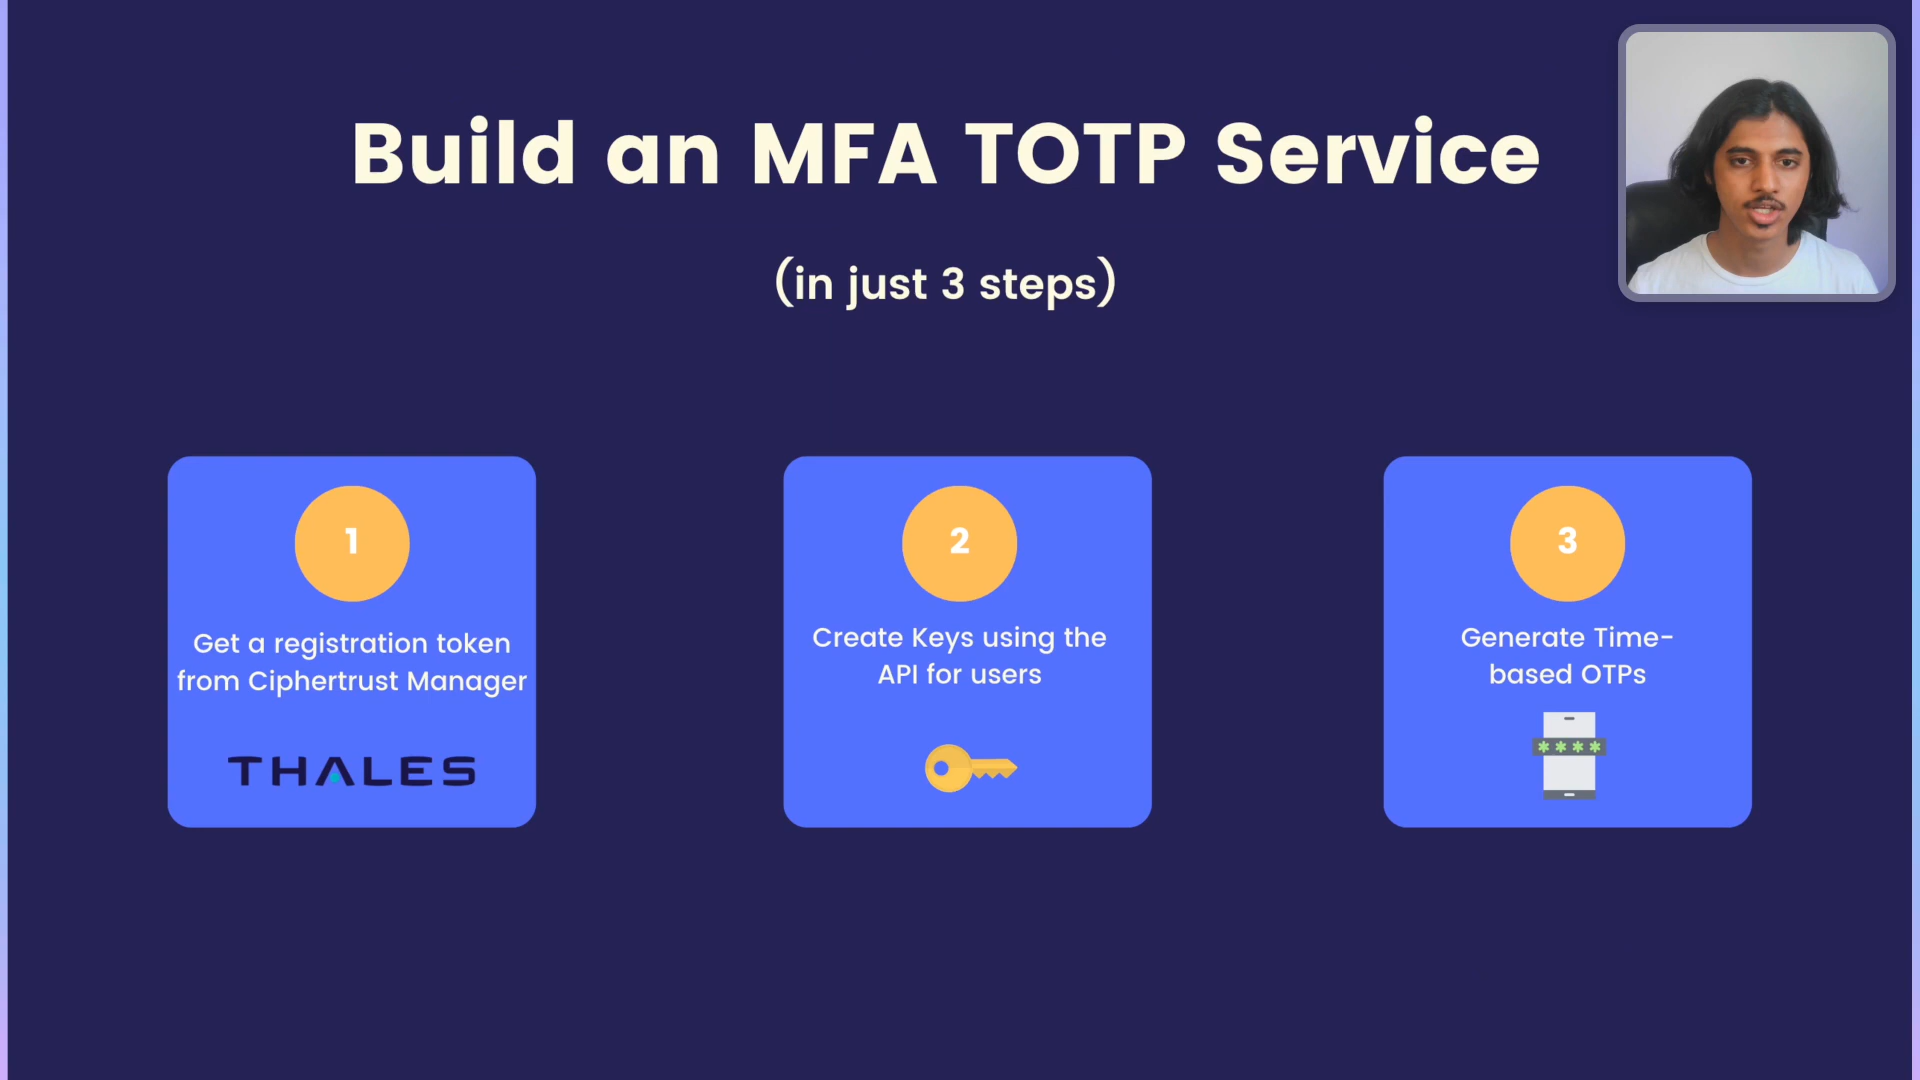 Build an MFA TOTP Service
(in just 3 steps)
1
Get a registration token
from Ciphertrust Manager
THALES
2
Create Keys using the
API for users
3
Generate Time-
based OTPs
****